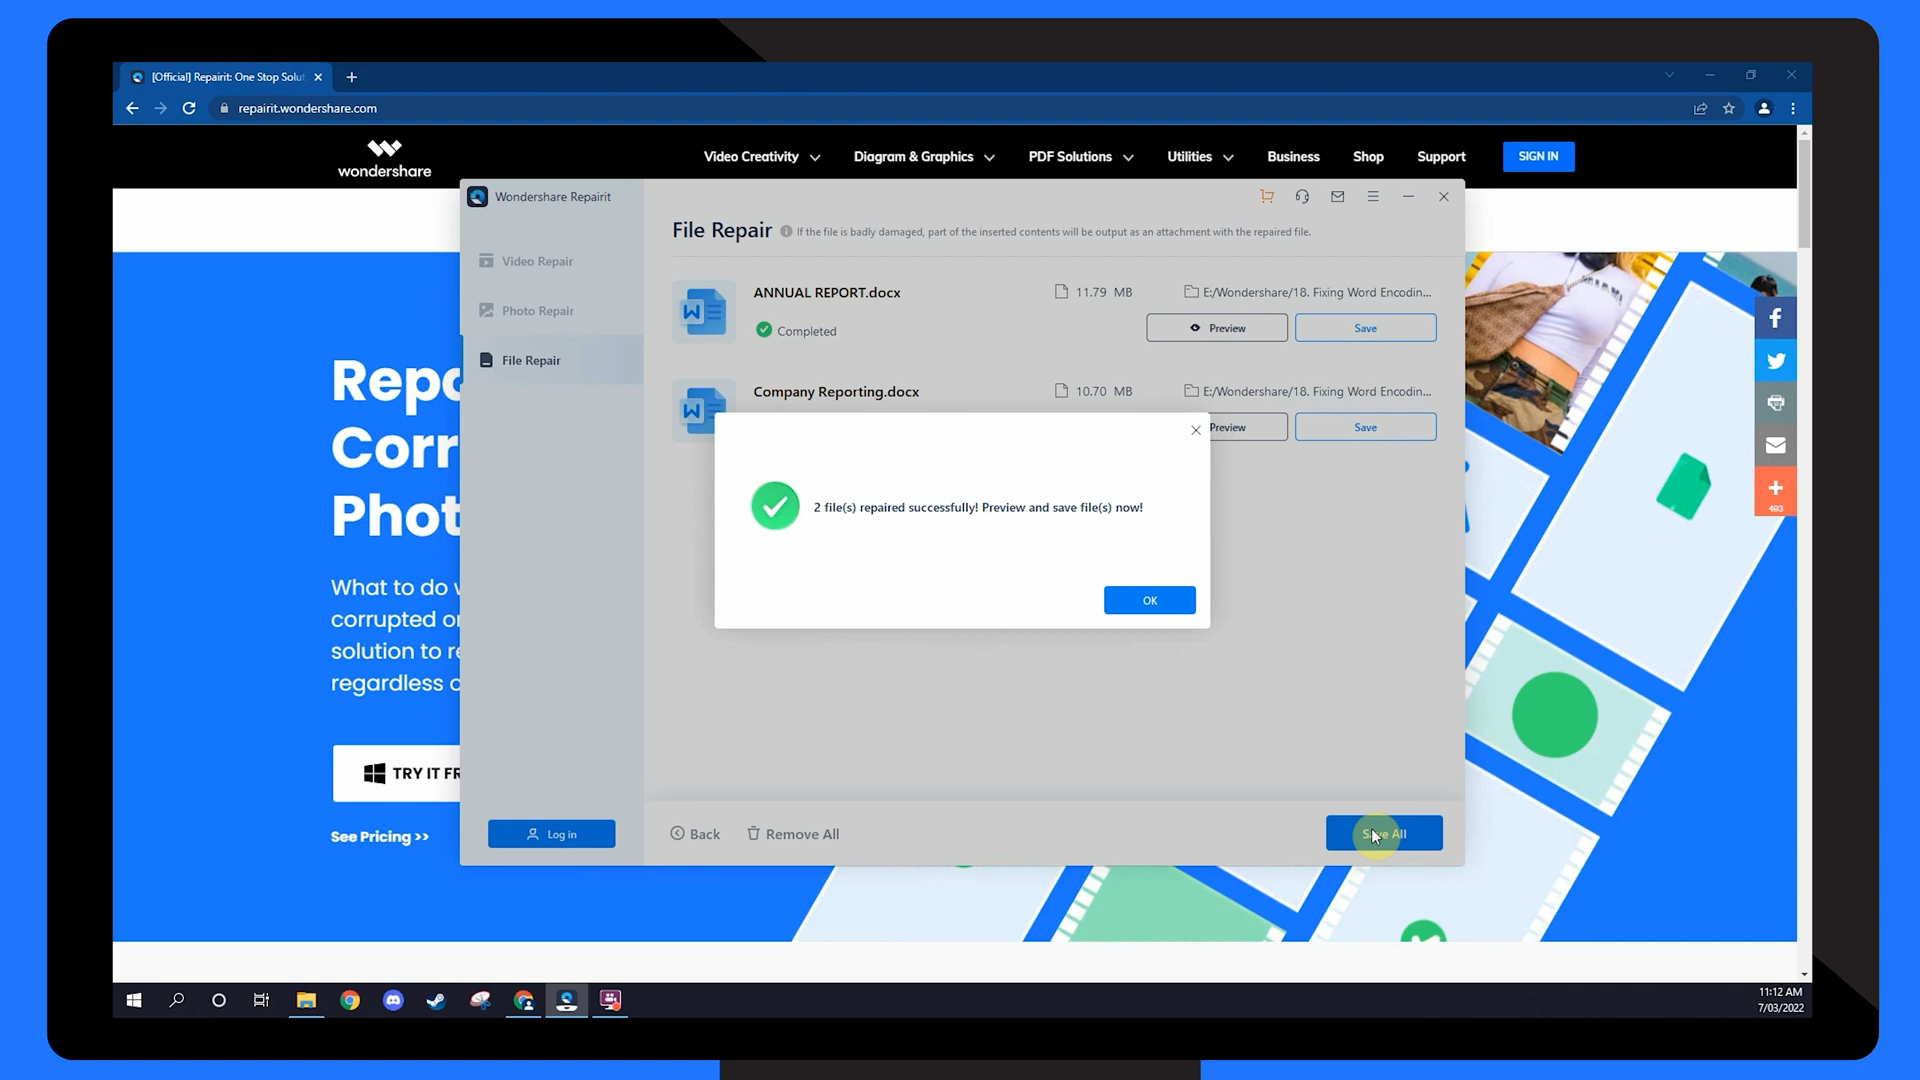 [Official] Repairit: One Stop Solut
repairit.wondershare.com
wondershare
Video Creativity
Diagram & Graphics
PDF Solutions
Utilities
Business
Shop
Support
SIGN IN
Wondershare Repairit
Video Repair
Photo Repair
File Repair
Log in
File Repair
If the file is badly damaged, part of the inserted contents will be output as an attachment with the repaired file.
ANNUAL REPORT.docx
11.79 MB
E:/Wondershare/18. Fixing Word Encodin...
Completed
Preview
Save
Company Reporting.docx
10.70 MB
E:/Wondershare/18. Fixing Word Encodin...
Preview
Save
2 file(s) repaired successfully! Preview and save file(s) now!
OK
Back
Remove All
Save All
Repa
Corr
Phot
What to do w
corrupted or
solution to re
regardless o
TRY IT FR
See Pricing >>
493
11:12 AM
7/03/2022